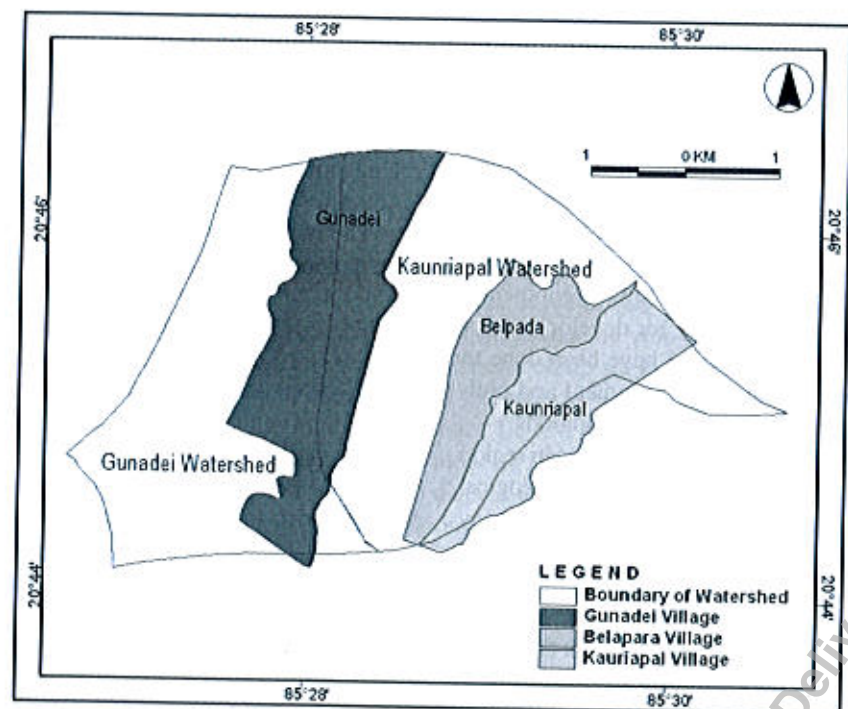 85°28'
85°30'
1 0 KM 1
20°46'
20°46'
Gunadei
Kaunriapal Watershed
Belpada
Kaunriapal
Gunadei Watershed
20°44'
20°44'
LEGEND
Boundary of Watershed
Gunadei Village
Belapara Village
Kauriapal Village
85°28'
85°30'